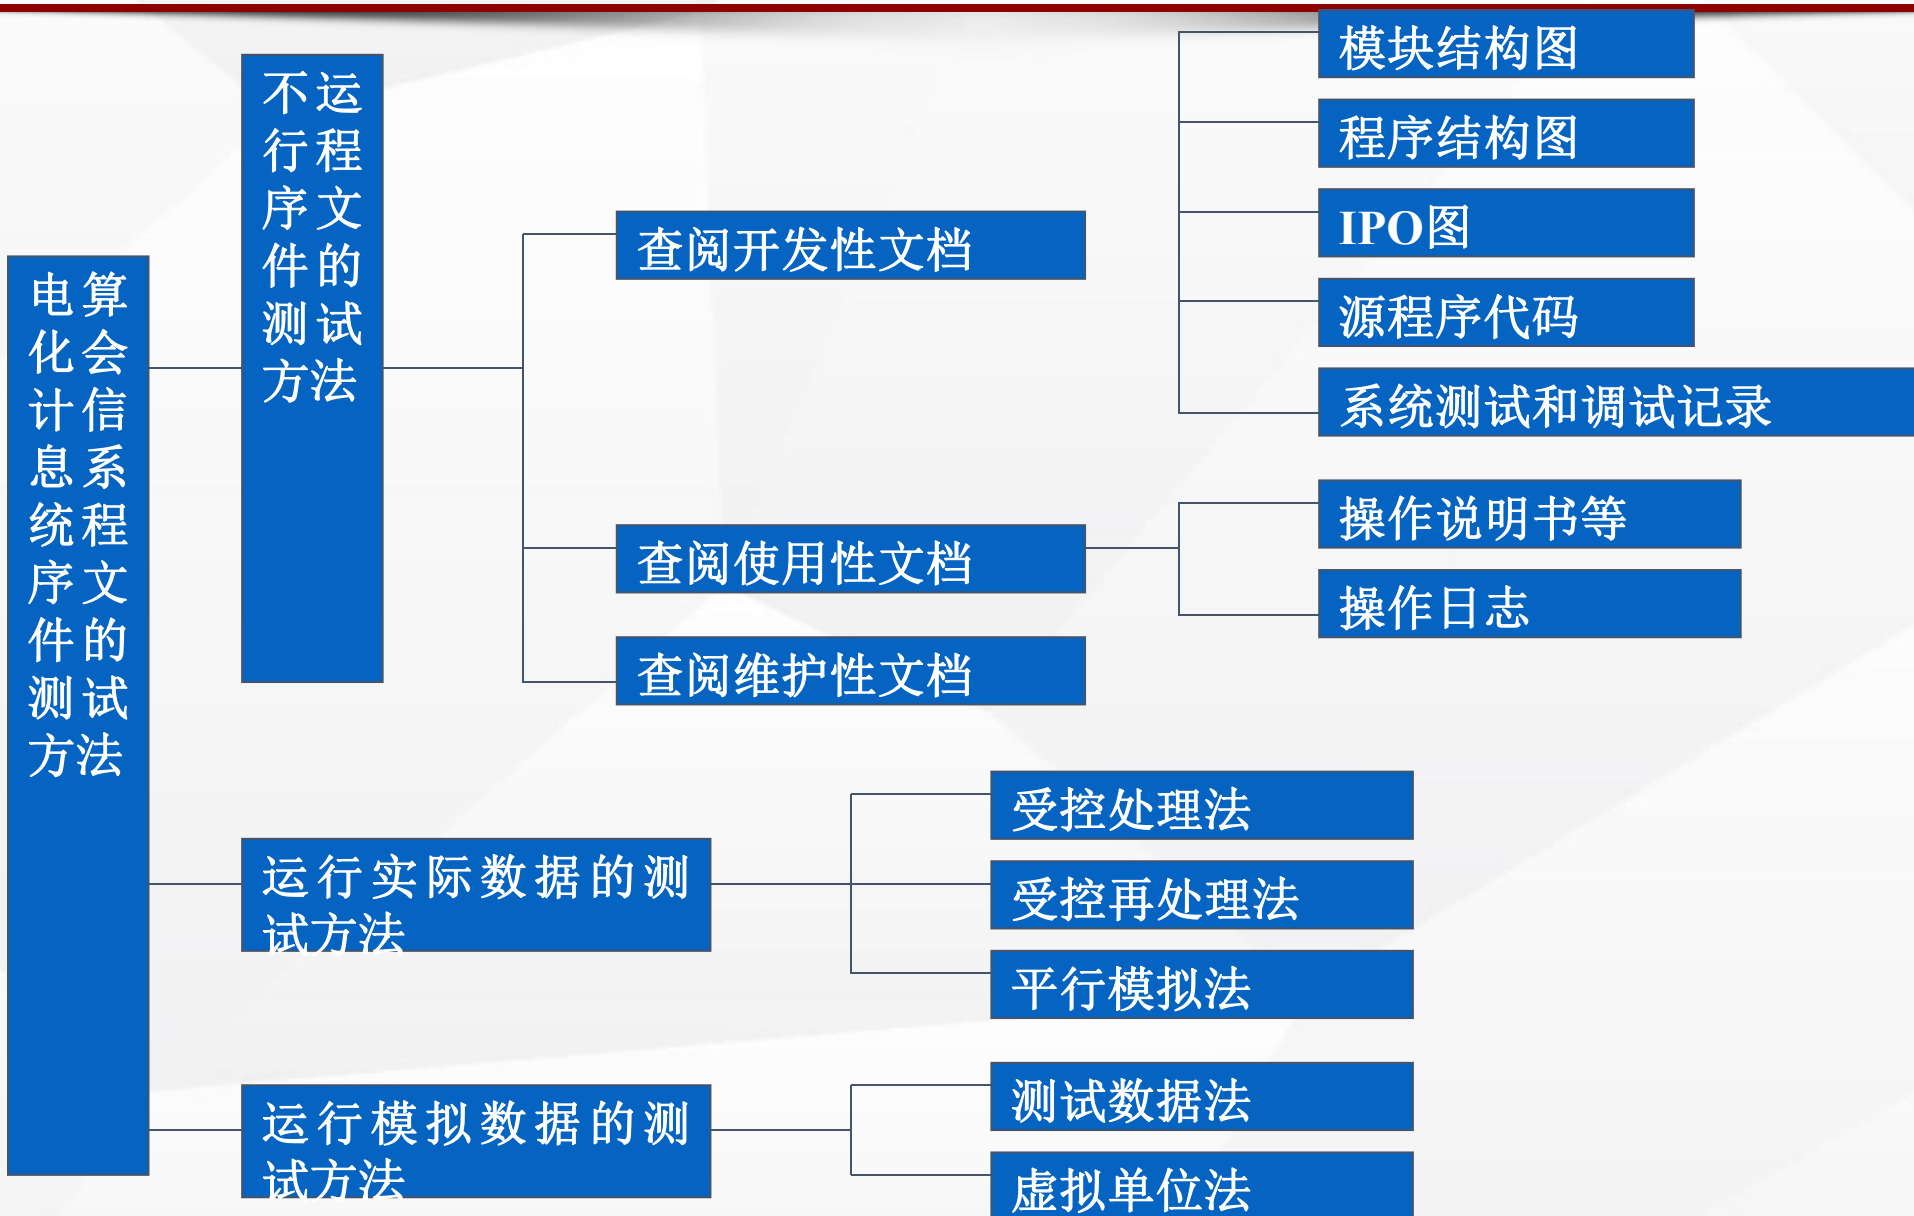 电算
化会
计信
息系
统程
序文
件的
测试
方法
不运
行程
序文
件的
测试
方法
查阅开发性文档
模块结构图
程序结构图
IPO图
源程序代码
系统测试和调试记录
查阅使用性文档
操作说明书等
操作日志
查阅维护性文档
运行实际数据的测
试方法
受控处理法
受控再处理法
平行模拟法
运行模拟数据的测
试方法
测试数据法
虚拟单位法